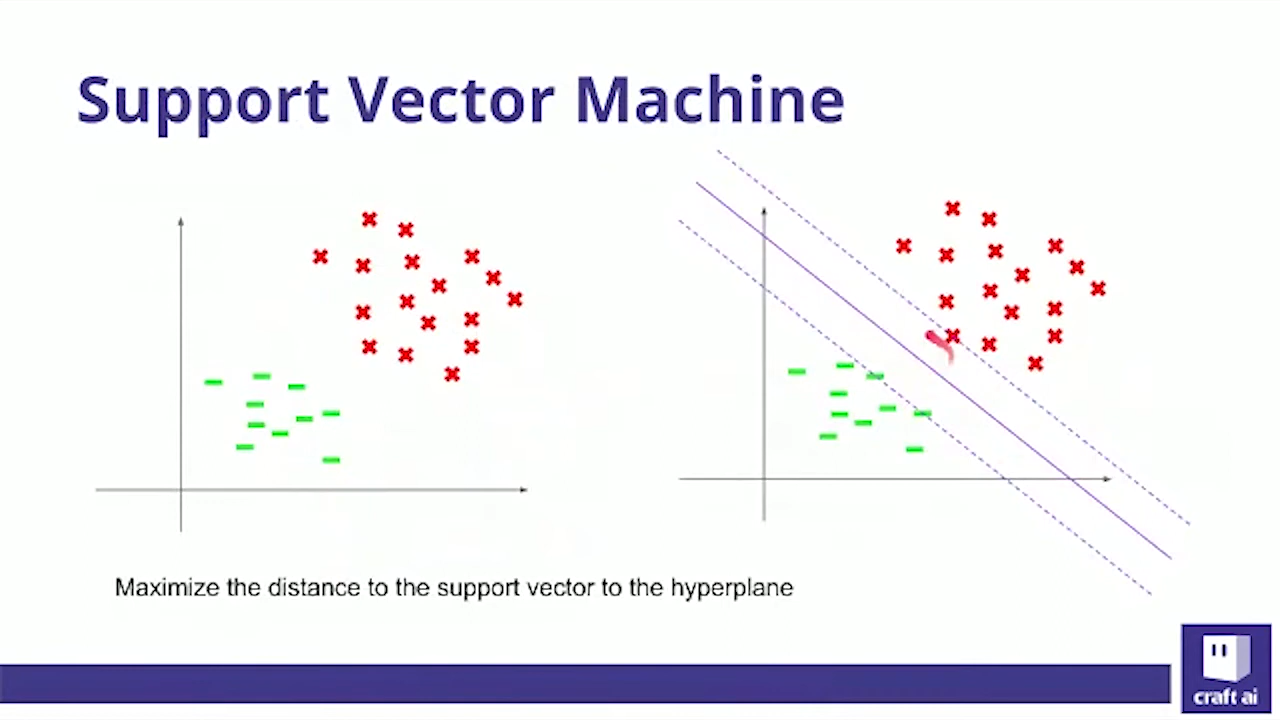 Support Vector Machine
Maximize the distance to the support vector to the hyperplane
craft ai